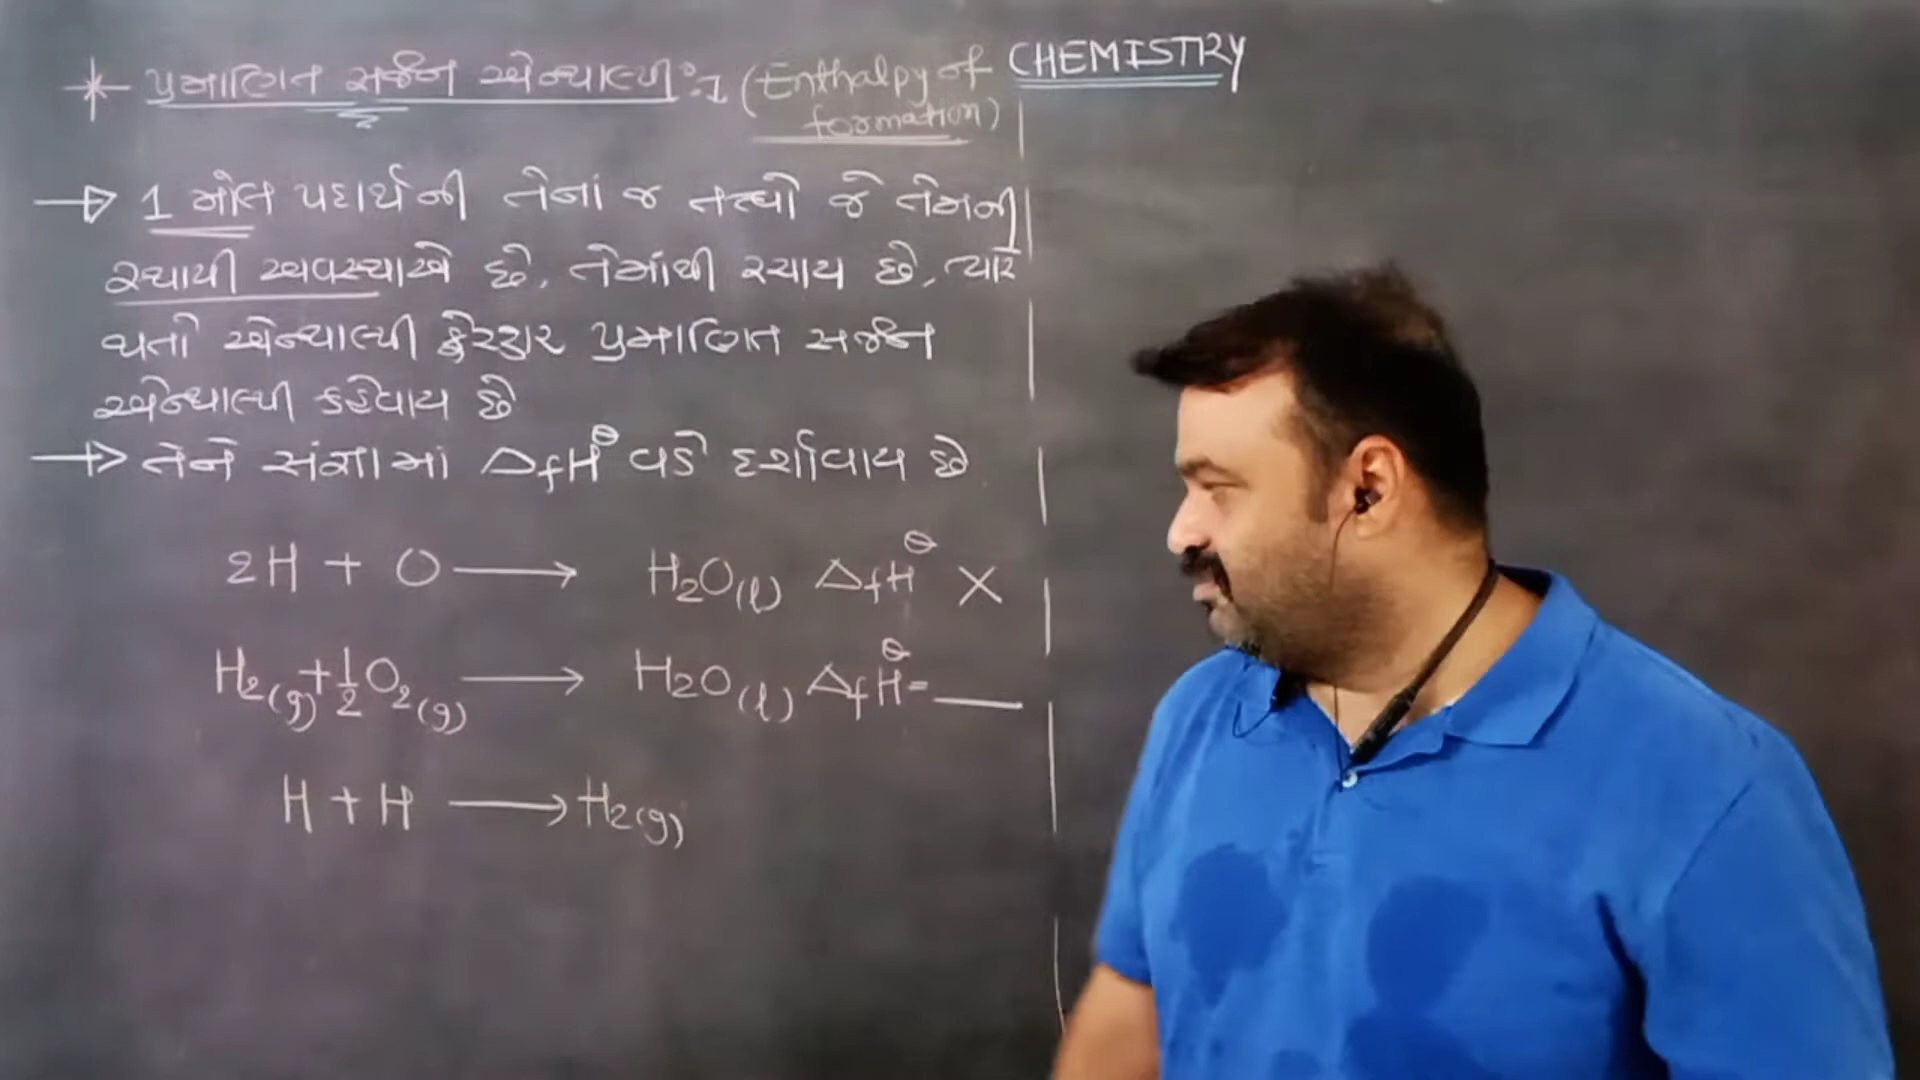 * પ્રમાણિત સર્જન એન્થાલ્પી :- (Enthalpy of formation)
CHEMISTRY
→ 1 મોલ પદાર્થની તેનાં જ તત્વો જે તેમની
સ્થાયી અવસ્થાએ છે, તેમાંથી રચાય છે, ત્યારે
થતો એન્થાલ્પી ફેરફાર પ્રમાણિત સર્જન
એન્થાલ્પી કહેવાય છે
→ તેને સંજ્ઞામાં ΔfH⊖ વડે દર્શાવાય છે
2H + O → H2O(l) ΔfH⊖ X
H2(g) + 1/2 O2(g) → H2O(l) ΔfH⊖ = ___
H + H → H2(g)